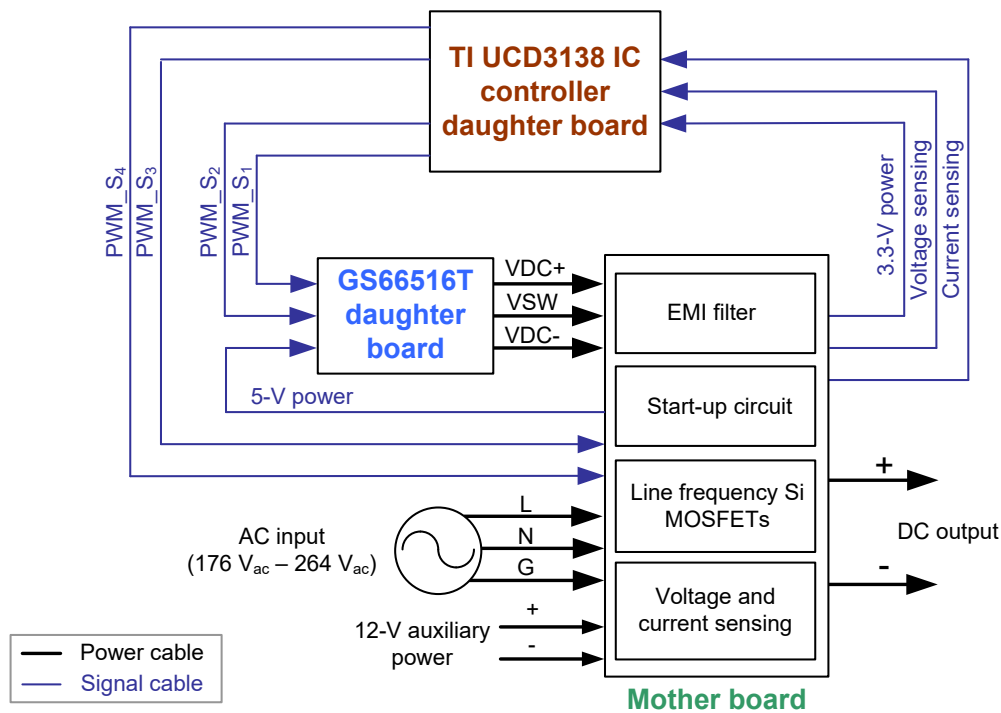 TI UCD3138 IC
controller
daughter board
PWM_S4
PWM_S3
PWM_S2
PWM_S1
3.3-V power
Voltage sensing
Current sensing
GS66516T
daughter
board
VDC+
VSW
VDC-
5-V power
EMI filter
Start-up circuit
Line frequency Si
MOSFETs
Voltage and
current sensing
+
DC output
-
AC input
(176 Vac – 264 Vac)
L
N
G
12-V auxiliary
power
+
-
Power cable
Signal cable
Mother board